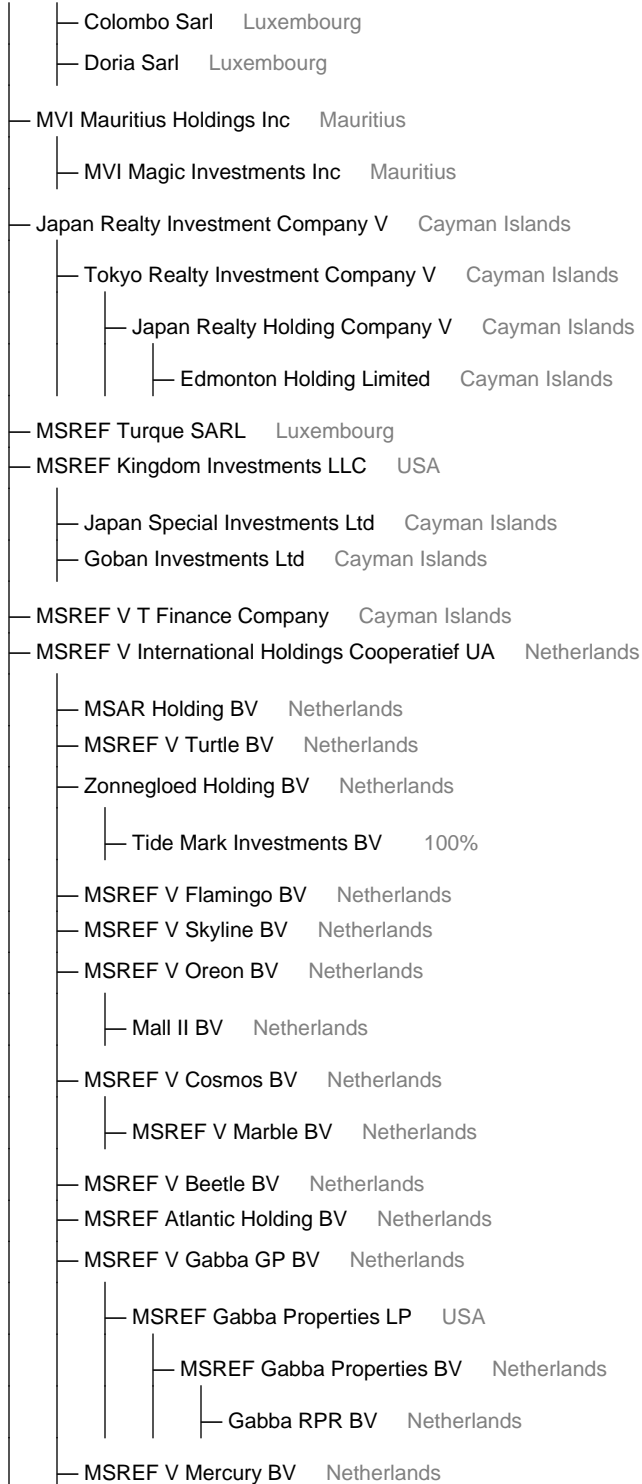 Colombo Sarl Luxembourg
Doria Sarl Luxembourg
MVI Mauritius Holdings Inc Mauritius
MVI Magic Investments Inc Mauritius
Japan Realty Investment Company V Cayman Islands
Tokyo Realty Investment Company V Cayman Islands
Japan Realty Holding Company V Cayman Islands
Edmonton Holding Limited Cayman Islands
MSREF Turque SARL Luxembourg
MSREF Kingdom Investments LLC USA
Japan Special Investments Ltd Cayman Islands
Goban Investments Ltd Cayman Islands
MSREF V T Finance Company Cayman Islands
MSREF V International Holdings Cooperatief UA Netherlands
MSAR Holding BV Netherlands
MSREF V Turtle BV Netherlands
Zonnegloed Holding BV Netherlands
Tide Mark Investments BV 100%
MSREF V Flamingo BV Netherlands
MSREF V Skyline BV Netherlands
MSREF V Oreon BV Netherlands
Mall II BV Netherlands
MSREF V Cosmos BV Netherlands
MSREF V Marble BV Netherlands
MSREF V Beetle BV Netherlands
MSREF Atlantic Holding BV Netherlands
MSREF V Gabba GP BV Netherlands
MSREF Gabba Properties LP USA
MSREF Gabba Properties BV Netherlands
Gabba RPR BV Netherlands
MSREF V Mercury BV Netherlands